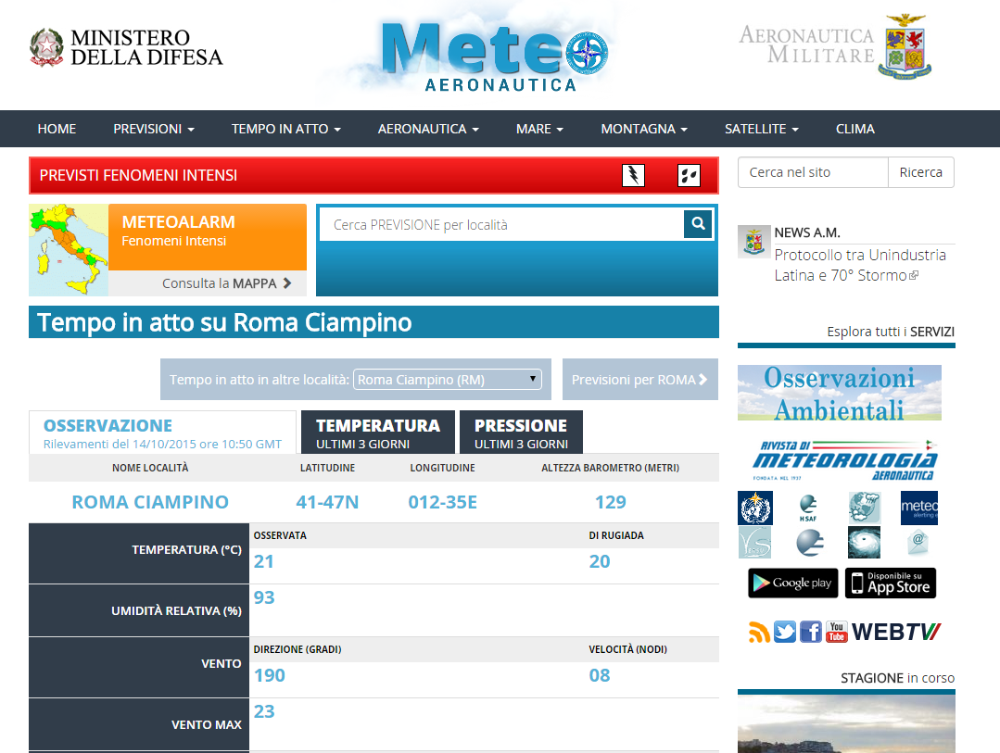 MINISTERO
DELLA DIFESA
Meteo
AERONAUTICA
AERONAUTICA
MILITARE
HOME PREVISIONI TEMPO IN ATTO AERONAUTICA MARE MONTAGNA SATELLITE CLIMA
PREVISTI FENOMENI INTENSI
Cerca nel sito Ricerca
METEOALARM
Fenomeni Intensi
Consulta la MAPPA
Cerca PREVISIONE per località
NEWS A.M.
Protocollo tra Unindustria
Latina e 70° Stormo
Tempo in atto su Roma Ciampino
Esplora tutti i SERVIZI
Tempo in atto in altre località: Roma Ciampino (RM) Previsioni per ROMA
Osservazioni
Ambientali
OSSERVAZIONE
Rilevamenti del 14/10/2015 ore 10:50 GMT
TEMPERATURA
ULTIMI 3 GIORNI
PRESSIONE
ULTIMI 3 GIORNI
RIVISTA DI
METEOROLOGIA
AERONAUTICA
FONDATA NEL 1937
NOME LOCALITÀ LATITUDINE LONGITUDINE ALTEZZA BAROMETRO (METRI)
ROMA CIAMPINO 41-47N 012-35E 129
H SAF
meteo
alerting
TEMPERATURA (°C)
OSSERVATA DI RUGIADA
21 20
UMIDITÀ RELATIVA (%)
93
VENTO
DIREZIONE (GRADI) VELOCITÀ (NODI)
190 08
VENTO MAX
23
Google play
Disponibile su
App Store
You
Tube
WEBTV
STAGIONE in corso